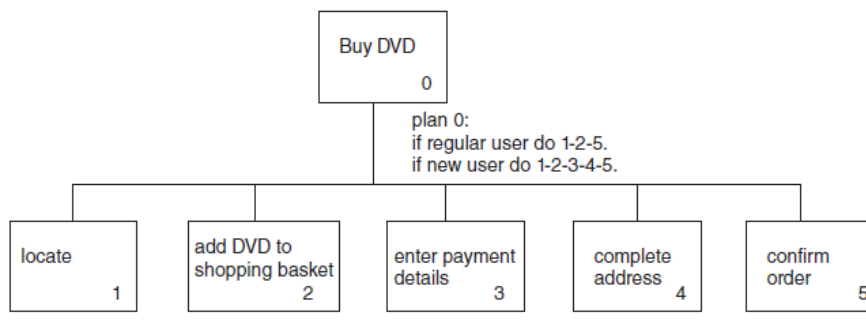 Buy DVD
0
plan 0:
if regular user do 1-2-5.
if new user do 1-2-3-4-5.
locate
1
add DVD to
shopping basket
2
enter payment
details
3
complete
address
4
confirm
order
5